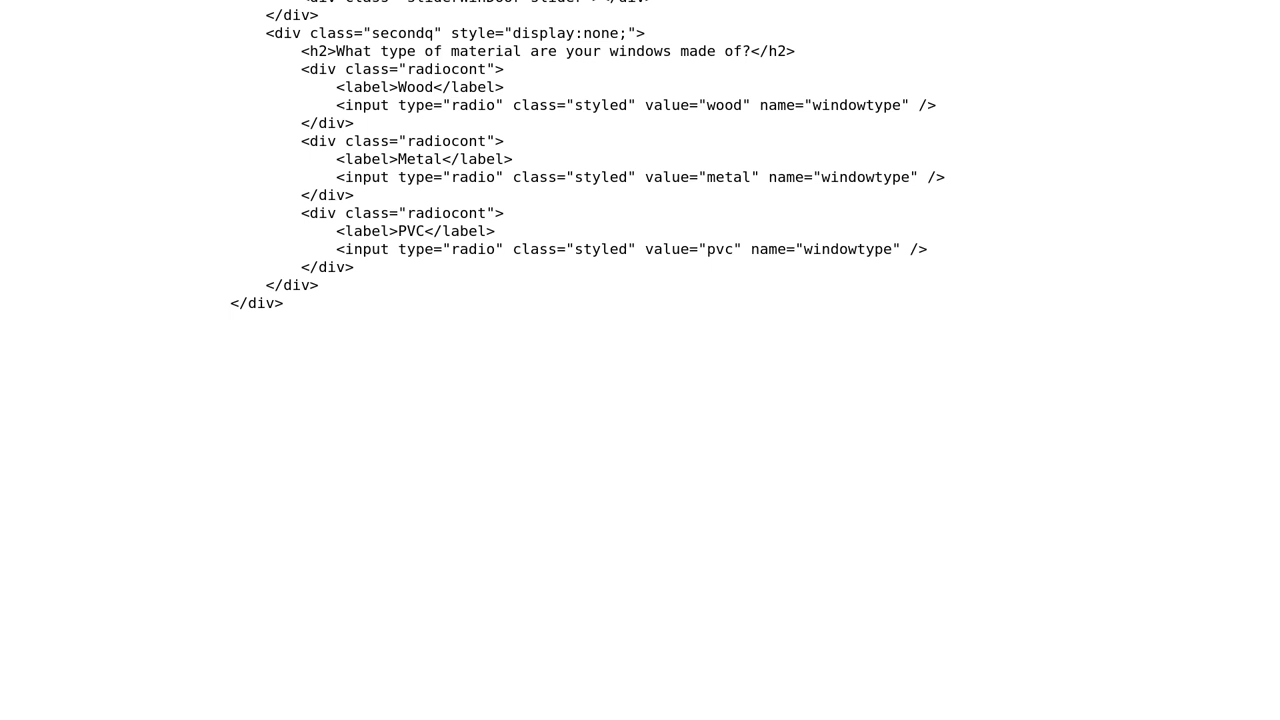 </div>
<div class="secondq" style="display:none;">
<h2>What type of material are your windows made of?</h2>
<div class="radiocont">
<label>Wood</label>
<input type="radio" class="styled" value="wood" name="windowtype" />
</div>
<div class="radiocont">
<label>Metal</label>
<input type="radio" class="styled" value="metal" name="windowtype" />
</div>
<div class="radiocont">
<label>PVC</label>
<input type="radio" class="styled" value="pvc" name="windowtype" />
</div>
</div>
</div>